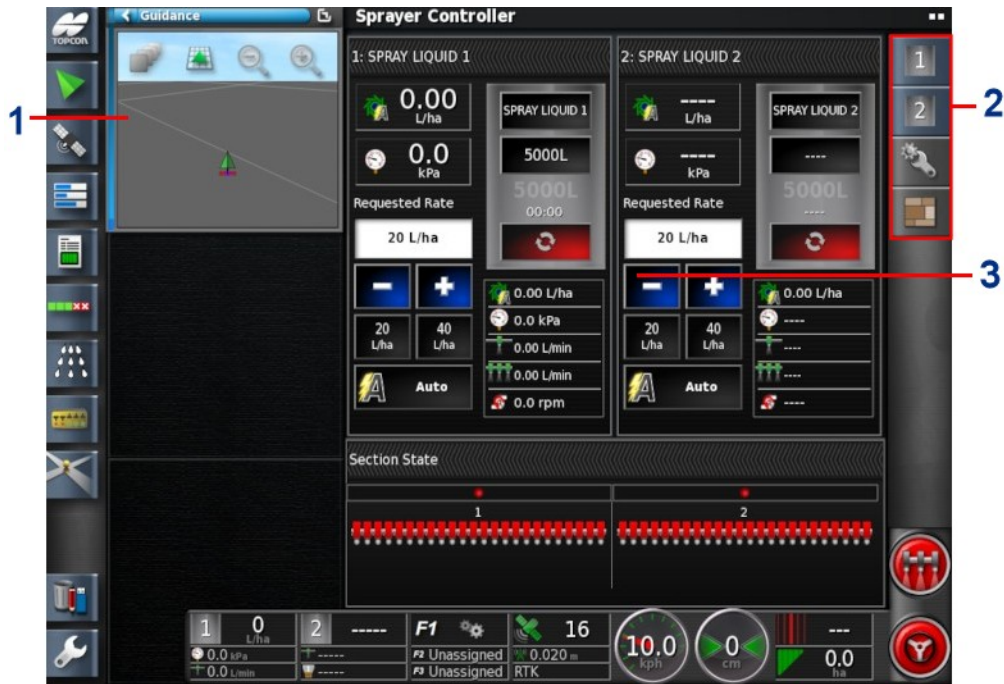 Guidance
Sprayer Controller
TOPCON
1: SPRAY LIQUID 1
2: SPRAY LIQUID 2
0.00
L/ha
SPRAY LIQUID 1
----
L/ha
SPRAY LIQUID 2
1
2
1
2
0.0
kPa
5000L
----
kPa
----
5000L
00:00
5000L
----
Requested Rate
Requested Rate
20 L/ha
20 L/ha
3
20
L/ha
40
L/ha
0.00 L/ha
0.0 kPa
0.00 L/min
0.00 L/min
0.0 rpm
20
L/ha
40
L/ha
0.00 L/ha
----
----
----
----
A Auto
A Auto
Section State
1
2
1
0
L/ha
0.0 kPa
0.0 L/min
2
-----
-----
-----
F1
F2 Unassigned
F3 Unassigned
16
0.020 m
RTK
10.0
kph
0
cm
---
0.0
ha